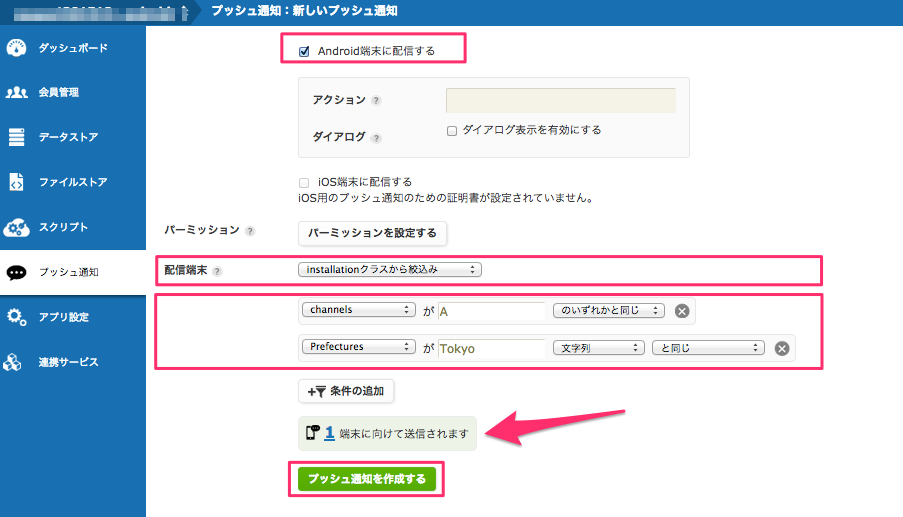 プッシュ通知：新しいプッシュ通知
ダッシュボード
会員管理
データストア
ファイルストア
スクリプト
プッシュ通知
アプリ設定
連携サービス
Android端末に配信する
アクション ?
ダイアログ ? ダイアログ表示を有効にする
iOS端末に配信する
iOS用のプッシュ通知のための証明書が設定されていません。
パーミッション ? パーミッションを設定する
配信端末 ? installationクラスから絞込み
channels が A のいずれかと同じ
Prefectures が Tokyo 文字列 と同じ
条件の追加
1 端末に向けて送信されます
プッシュ通知を作成する